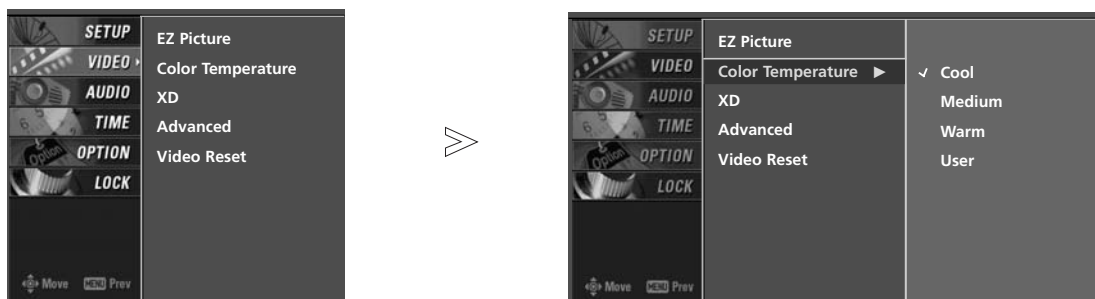 SETUP
VIDEO
AUDIO
TIME
OPTION
LOCK
EZ Picture
Color Temperature
XD
Advanced
Video Reset
Move MENU Prev
SETUP
VIDEO
AUDIO
TIME
OPTION
LOCK
EZ Picture
Color Temperature ►
XD
Advanced
Video Reset
✓ Cool
Medium
Warm
User
Move MENU Prev